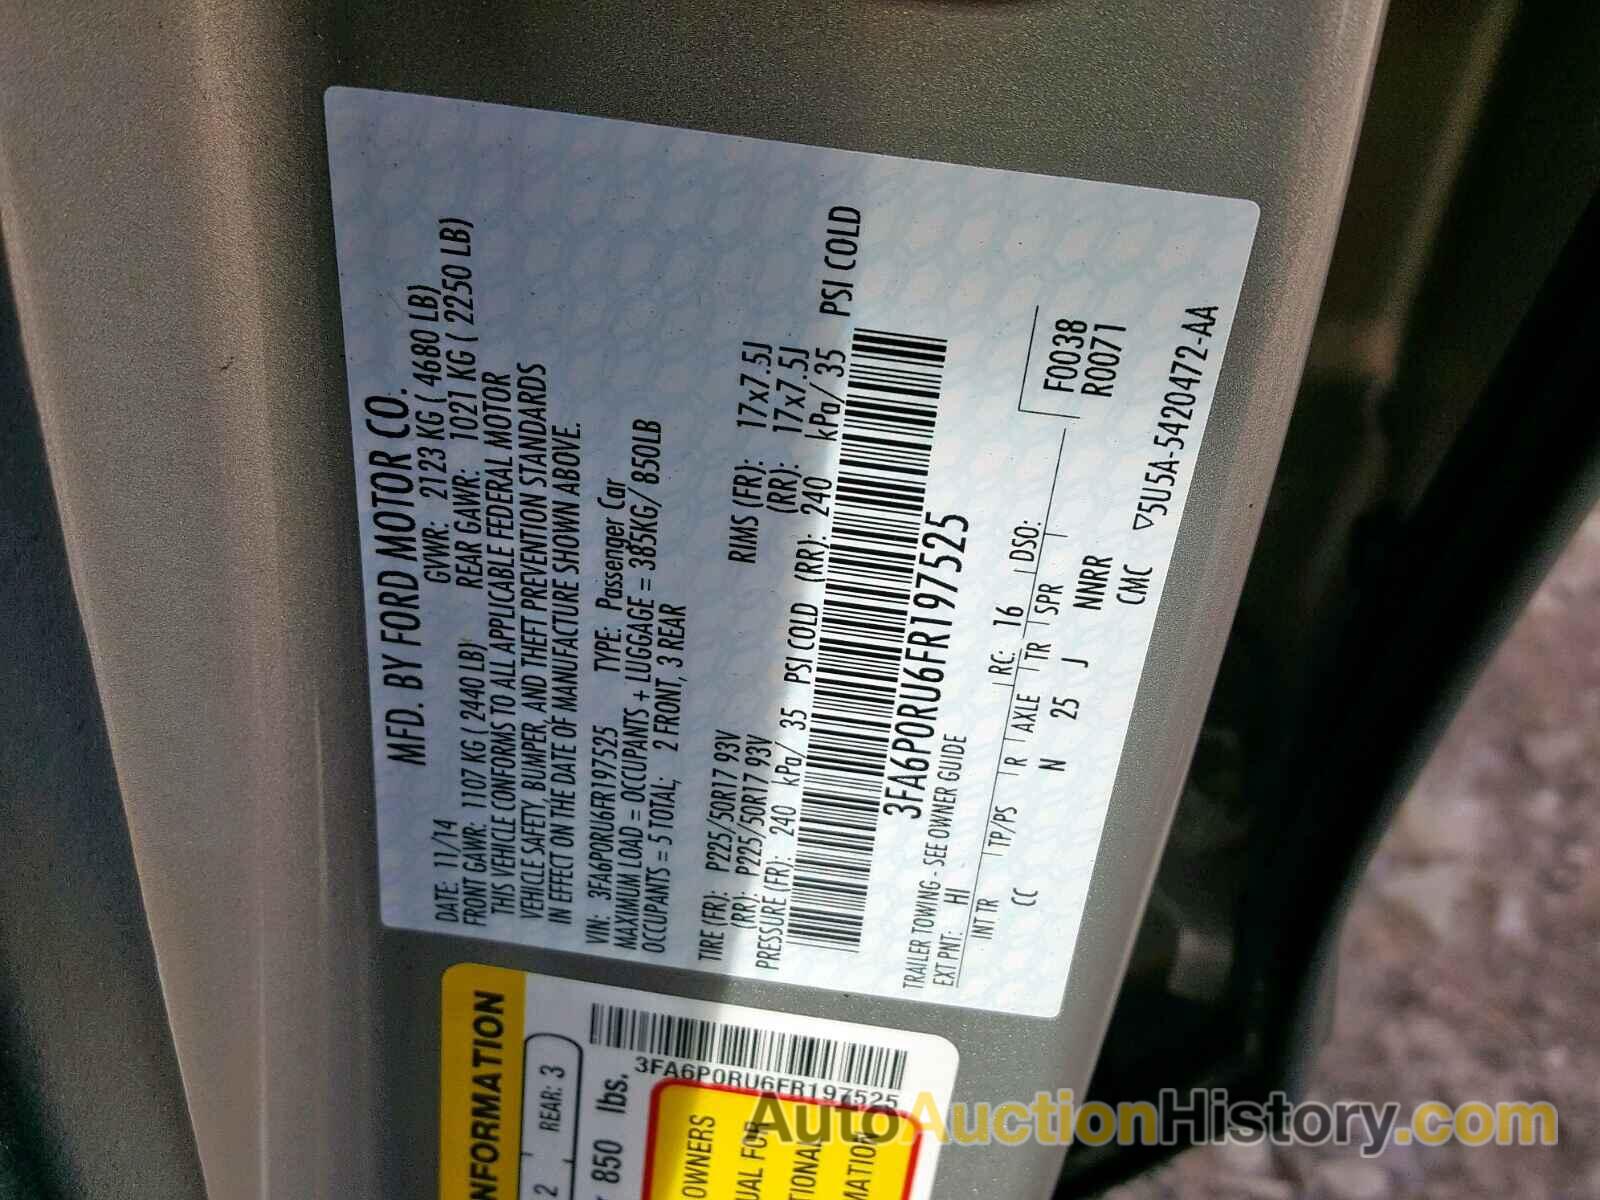 MFD. BY FORD MOTOR CO.
DATE: 11/14 GVWR: 2123 KG ( 4680 LB)
FRONT GAWR: 1107 KG ( 2440 LB) REAR GAWR: 1021 KG ( 2250 LB)
THIS VEHICLE CONFORMS TO ALL APPLICABLE FEDERAL MOTOR
VEHICLE SAFETY, BUMPER, AND THEFT PREVENTION STANDARDS
IN EFFECT ON THE DATE OF MANUFACTURE SHOWN ABOVE.
VIN: 3FA6P0RU6FR197525 TYPE: Passenger Car
MAXIMUM LOAD = OCCUPANTS + LUGGAGE = 385KG/ 850LB
OCCUPANTS = 5 TOTAL; 2 FRONT, 3 REAR
TIRE (FR): P225/50R17 93V RIMS (FR): 17x7.5J
(RR): P225/50R17 93V (RR): 17x7.5J
PRESSURE (FR): 240 kPa/ 35 PSI COLD (RR): 240 kPa/ 35 PSI COLD
3FA6P0RU6FR197525
TRAILER TOWING - SEE OWNER GUIDE
EXT PNT: HI RC: 16 DSO: F0038
R0071
INT TR TP/PS R AXLE TR SPR
CC N 25 J NNRR
CMC ▽5U5A-5420472-AA
NFORMATION
2 REAR: 3
850 lbs.
3FA6P0RU6FR197525
OWNERS
UAL FOR
TIONAL
MATION
AutoAuctionHistory.com